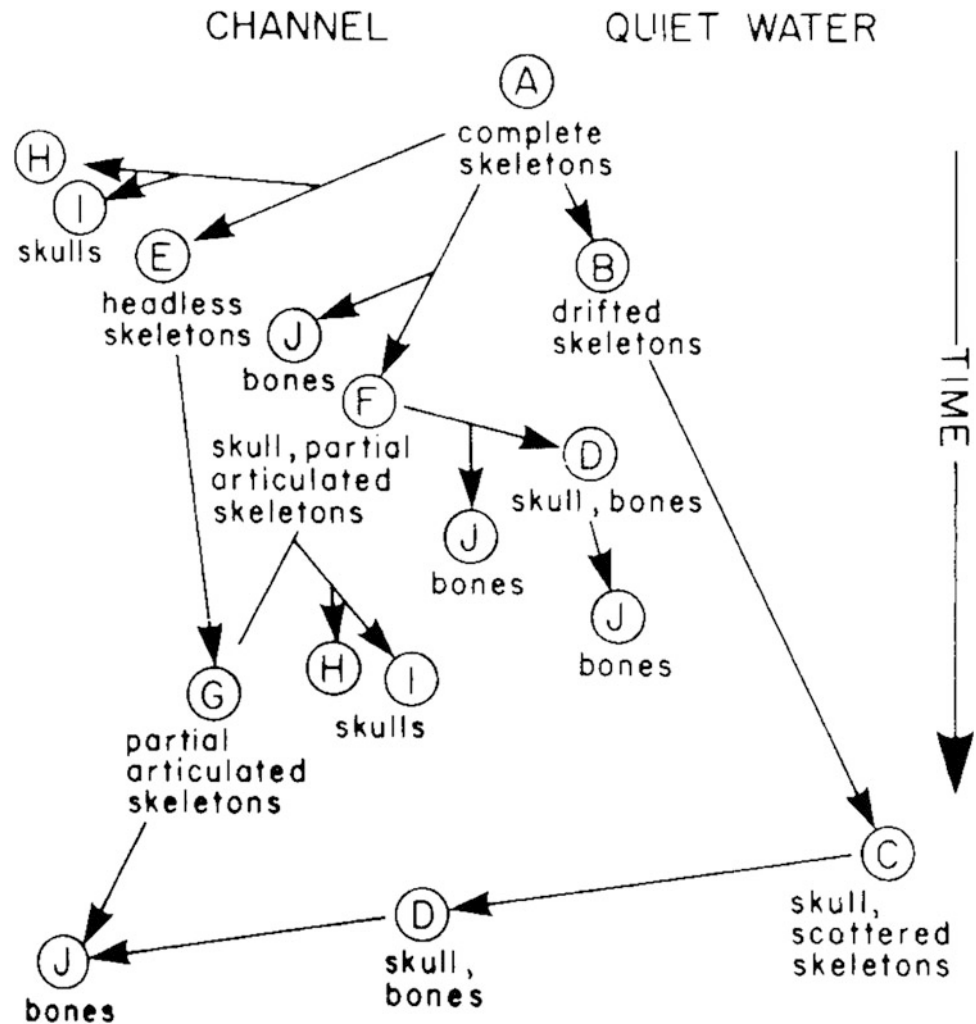 CHANNEL QUIET WATER
A
complete
skeletons
H
I
skulls
E
headless
skeletons
B
drifted
skeletons
J
bones
F
skull, partial
articulated
skeletons
D
skull, bones
J
bones
J
bones
TIME
H
I
skulls
G
partial
articulated
skeletons
C
skull,
scattered
skeletons
D
skull,
bones
J
bones